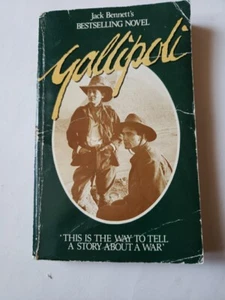 Jack Bennett's
BESTSELLING NOVEL
Gallipoli
'THIS IS THE WAY TO TELL
A STORY ABOUT A WAR'